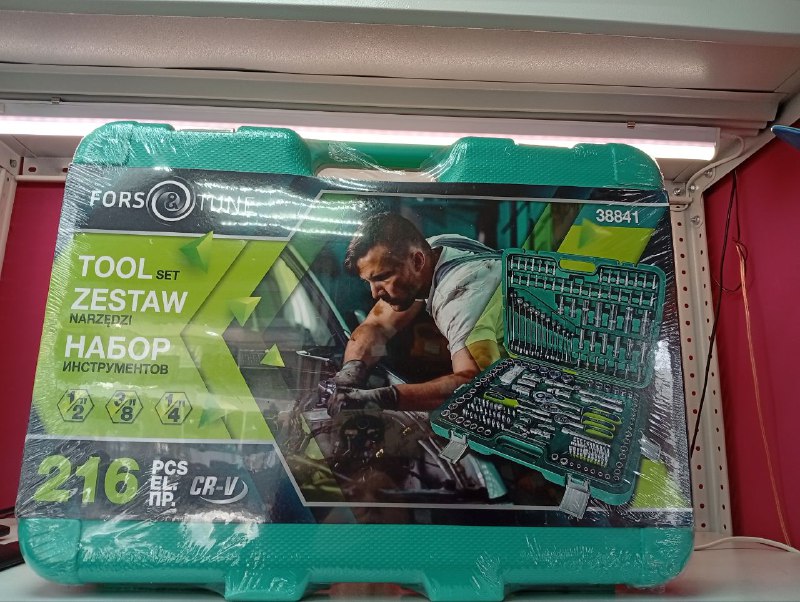 FORS & TUNE
38841
TOOL SET
ZESTAW
NARZĘDZI
НАБОР
ИНСТРУМЕНТОВ
1/2" 3/8" 1/4"
216 PCS
EL.
ПР.
CR-V